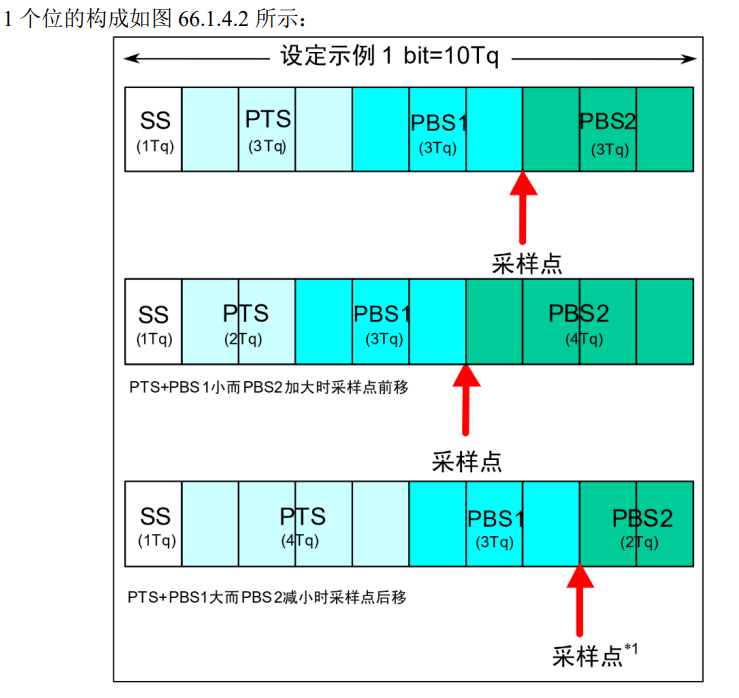 1 个位的构成如图 66.1.4.2 所示：
设定示例 1 bit=10Tq
SS PTS PBS1 PBS2
(1Tq) (3Tq) (3Tq) (3Tq)
采样点
SS PTS PBS1 PBS2
(1Tq) (2Tq) (3Tq) (4Tq)
PTS+PBS1小而PBS2加大时采样点前移
采样点
SS PTS PBS1 PBS2
(1Tq) (4Tq) (3Tq) (2Tq)
PTS+PBS1大而PBS2减小时采样点后移
采样点*1